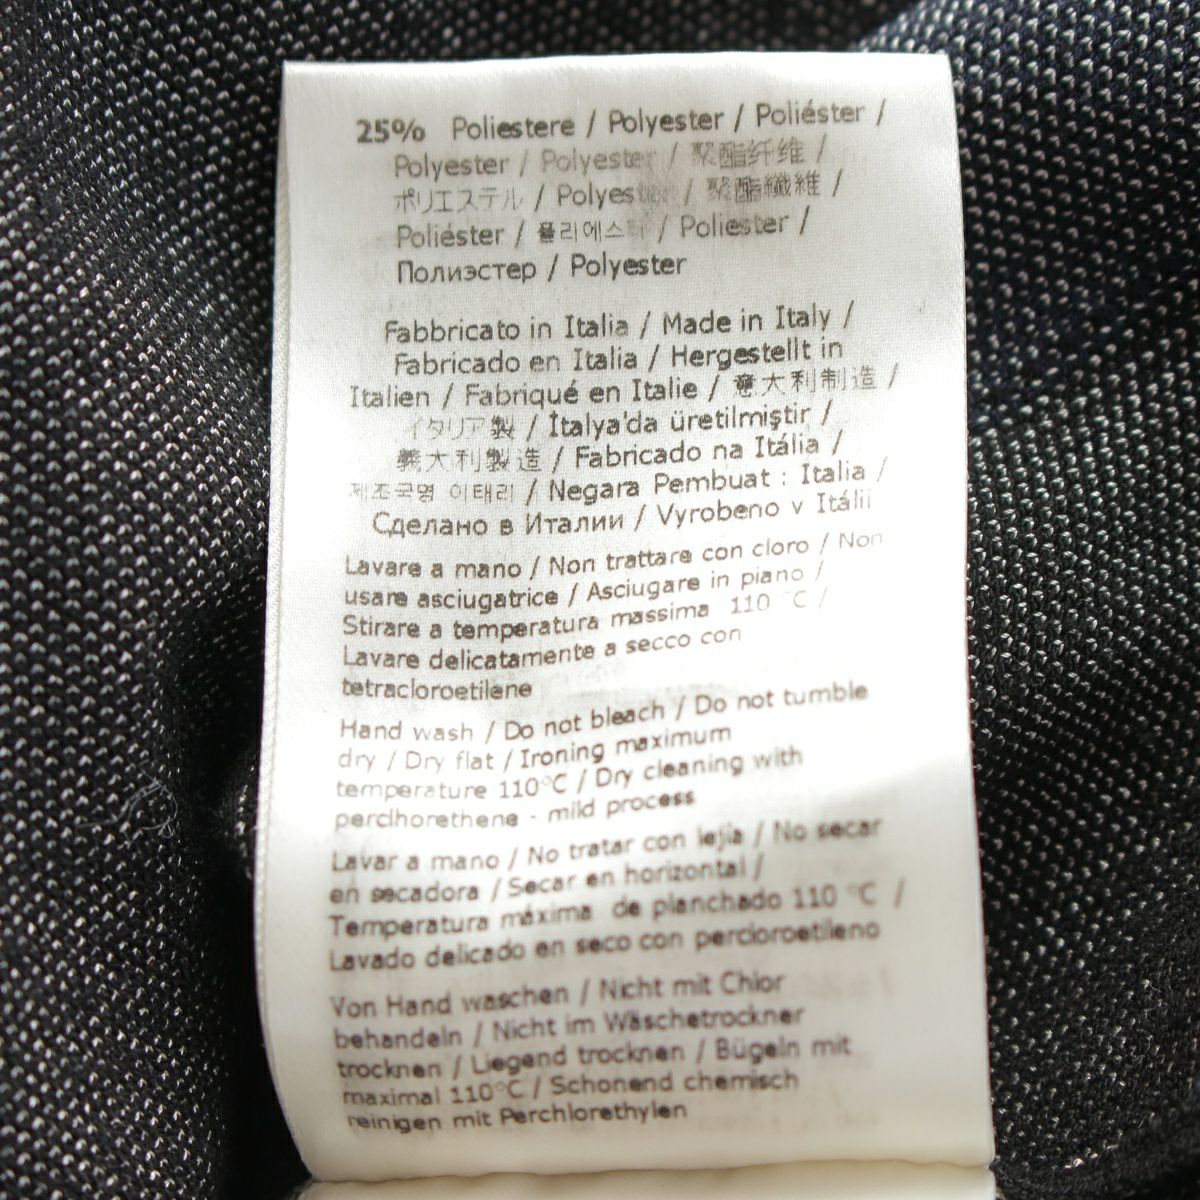 25% Poliestere / Polyester / Poliéster /
Polyester / Polyester / 聚酯纤维 /
ポリエステル / Polyester / 聚酯纖維 /
Poliéster / 폴리에스터 / Poliester /
Полиэстер / Polyester
Fabbricato in Italia / Made in Italy /
Fabricado en Italia / Hergestellt in
Italien / Fabriqué en Italie / 意大利制造 /
イタリア製 / İtalya'da üretilmiştir /
義大利製造 / Fabricado na Itália /
제조국명 이태리 / Negara Pembuat : Italia /
Сделано в Италии / Vyrobeno v Itálii
Lavare a mano / Non trattare con cloro / Non
usare asciugatrice / Asciugare in piano /
Stirare a temperatura massima 110 °C /
Lavare delicatamente a secco con
tetracloroetilene
Hand wash / Do not bleach / Do not tumble
dry / Dry flat / Ironing maximum
temperature 110°C / Dry cleaning with
perclhorethene - mild process
Lavar a mano / No tratar con lejía / No secar
en secadora / Secar en horizontal /
Temperatura máxima de planchado 110 °C /
Lavado delicado en seco con percloroetileno
Von Hand waschen / Nicht mit Chlor
behandeln / Nicht im Wäschetrockner
trocknen / Liegend trocknen / Bügeln mit
maximal 110°C / Schonend chemisch
reinigen mit Perchlorethylen